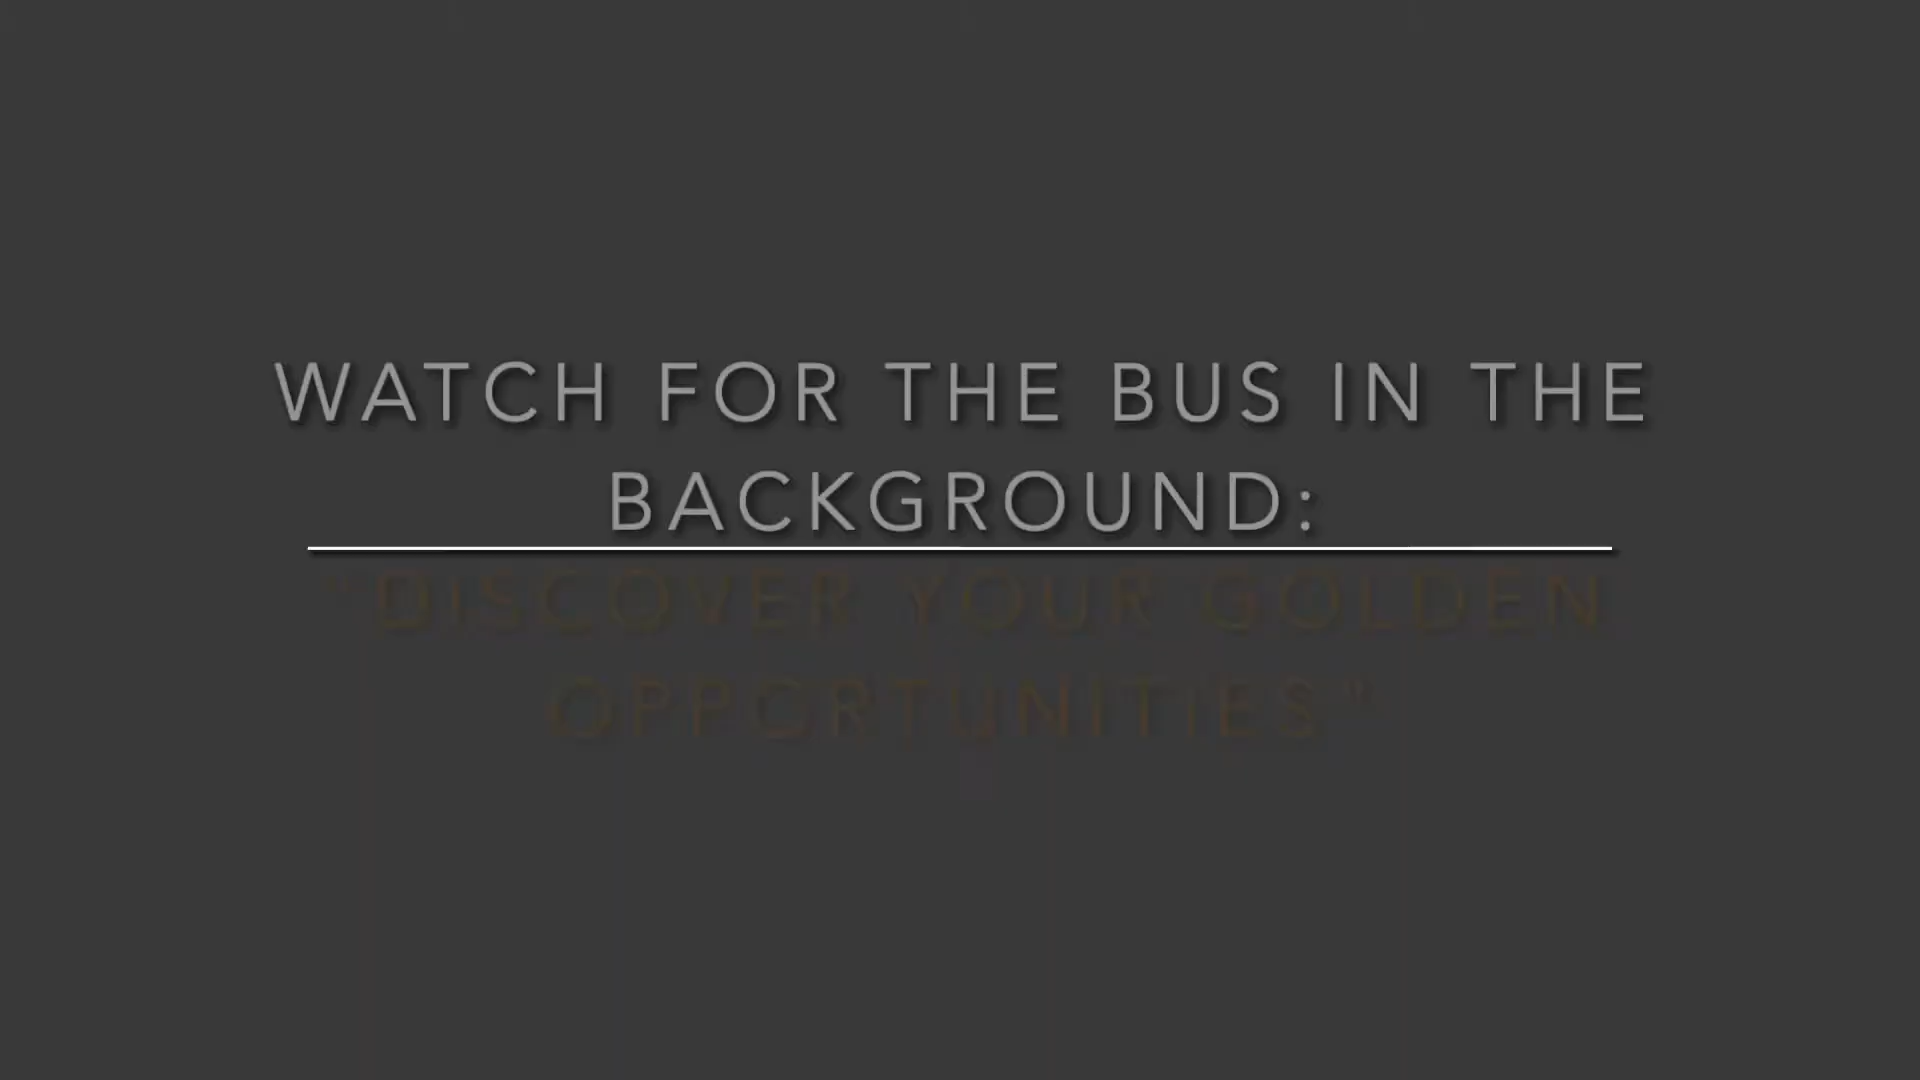 WATCH FOR THE BUS IN THE
BACKGROUND:
"DISCOVER YOUR GOLDEN
OPPORTUNITIES"